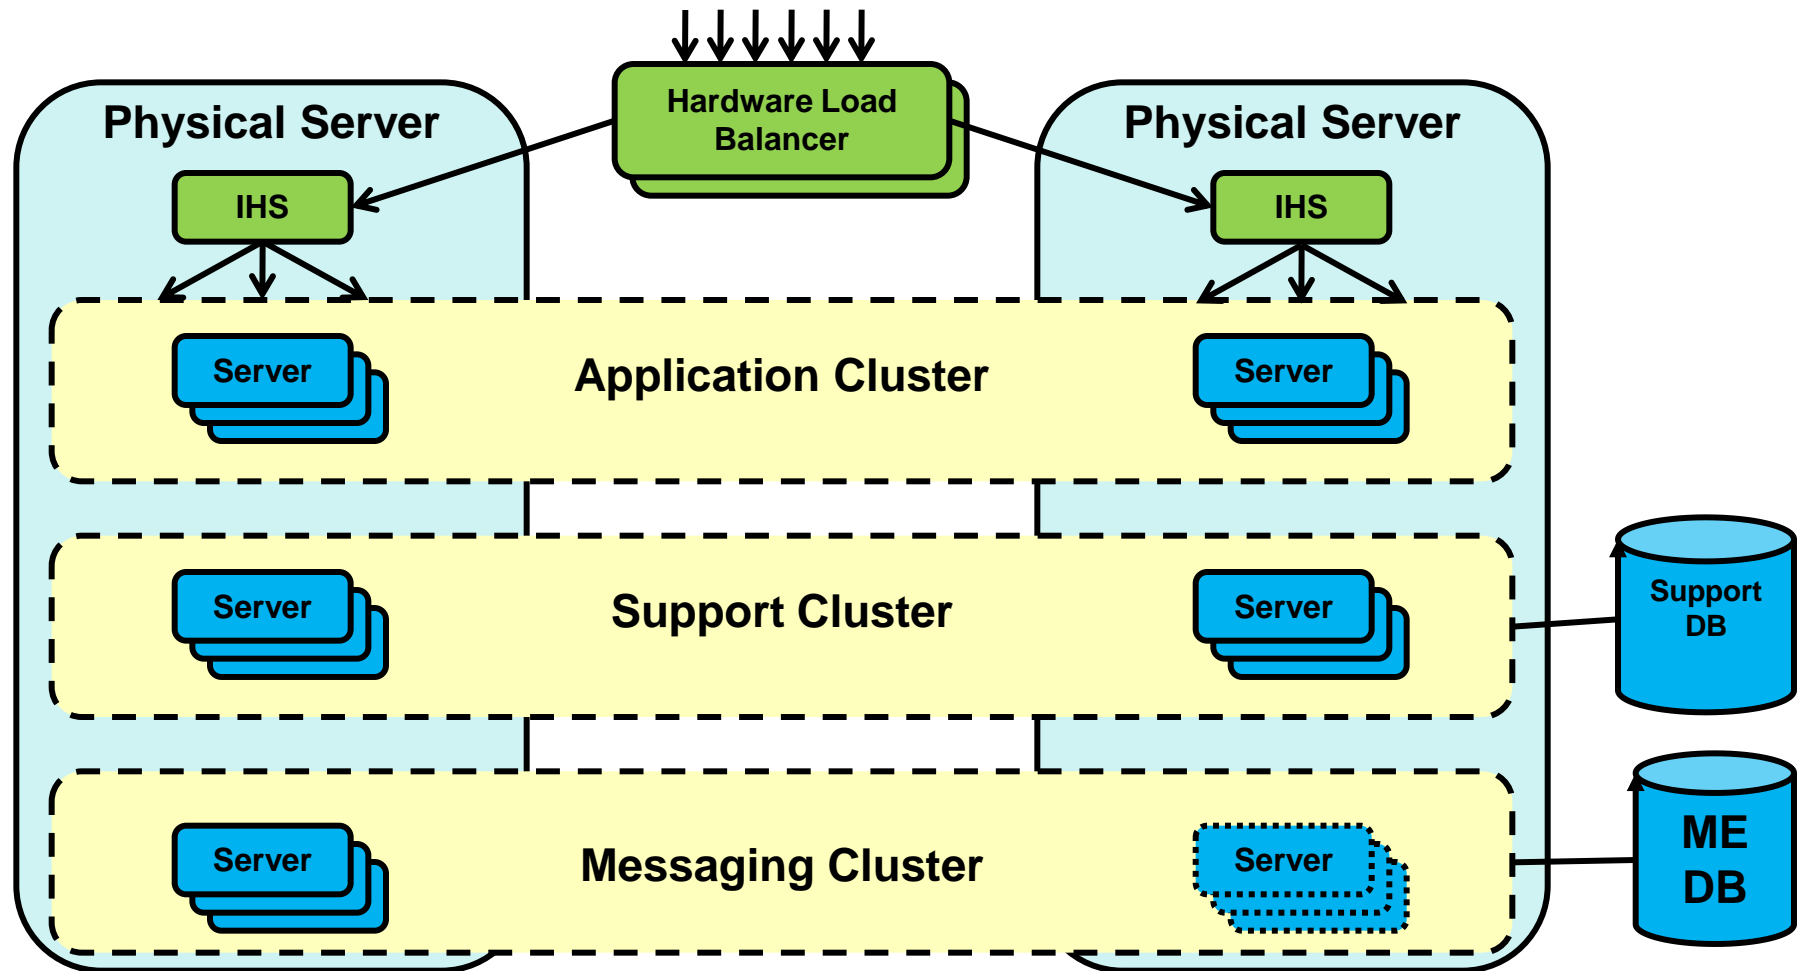 Hardware Load
Balancer
Physical Server
Physical Server
IHS
IHS
Server
Application Cluster
Server
Server
Support Cluster
Server
Support
DB
Server
Messaging Cluster
Server
ME
DB